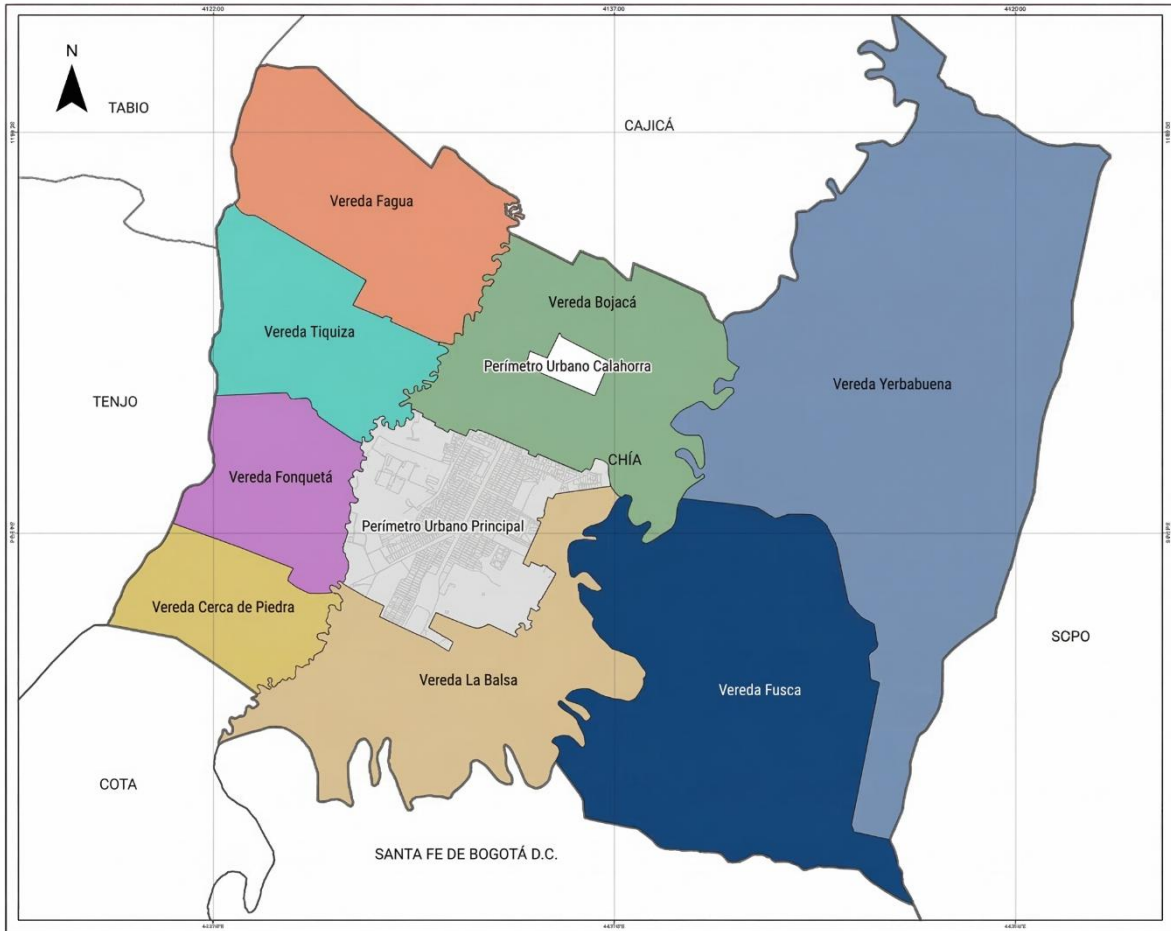 N
TABIO
CAJICÁ
Vereda Fagua
Vereda Bojacá
Vereda Tiquiza
Perímetro Urbano Calahorra
Vereda Yerbabuena
TENJO
CHÍA
Vereda Fonquetá
Perímetro Urbano Principal
Vereda Cerca de Piedra
SCPO
Vereda La Balsa
Vereda Fusca
COTA
SANTA FE DE BOGOTÁ D.C.